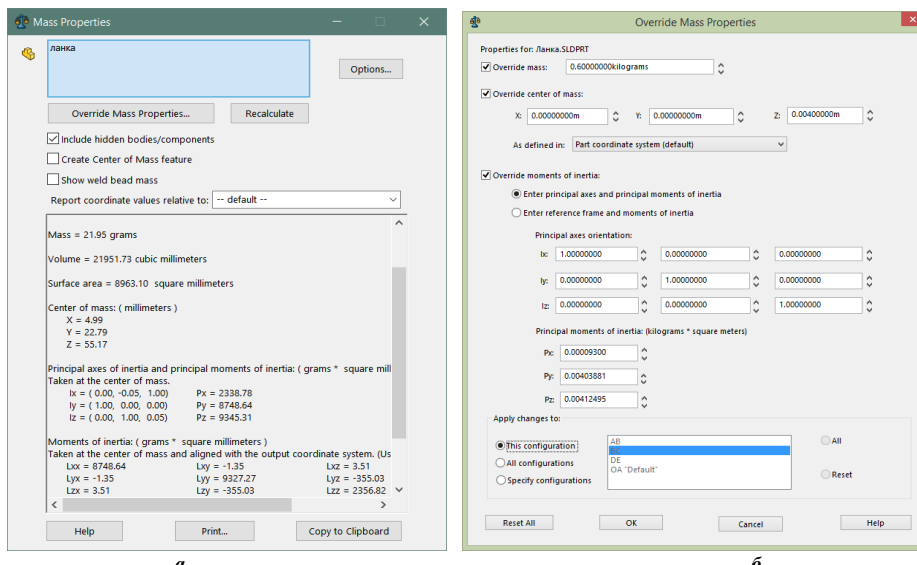 Mass Properties
ланка
Options...
Override Mass Properties...
Recalculate
Include hidden bodies/components
Create Center of Mass feature
Show weld bead mass
Report coordinate values relative to:
-- default --
Mass = 21.95 grams
Volume = 21951.73 cubic millimeters
Surface area = 8963.10 square millimeters
Center of mass: ( millimeters )
X = 4.99
Y = 22.79
Z = 55.17
Principal axes of inertia and principal moments of inertia: ( grams * square mill
Taken at the center of mass.
Ix = ( 0.00, -0.05, 1.00) Px = 2338.78
Iy = ( 1.00, 0.00, 0.00) Py = 8748.64
Iz = ( 0.00, 1.00, 0.05) Pz = 9345.31
Moments of inertia: ( grams * square millimeters )
Taken at the center of mass and aligned with the output coordinate system. (Us
Lxx = 8748.64 Lxy = -1.35 Lxz = 3.51
Lyx = -1.35 Lyy = 9327.27 Lyz = -355.03
Lzx = 3.51 Lzy = -355.03 Lzz = 2356.82
Help
Print...
Copy to Clipboard
а
Override Mass Properties
Properties for: Ланка.SLDPRT
Override mass: 0.60000000kilograms
Override center of mass:
X: 0.00000000m Y: 0.00000000m Z: 0.00400000m
As defined in: Part coordinate system (default)
Override moments of inertia:
Enter principal axes and principal moments of inertia
Enter reference frame and moments of inertia
Principal axes orientation:
Ix: 1.00000000 0.00000000 0.00000000
Iy: 0.00000000 1.00000000 0.00000000
Iz: 0.00000000 0.00000000 1.00000000
Principal moments of inertia: (kilograms * square meters)
Px: 0.00009300
Py: 0.00403881
Pz: 0.00412495
Apply changes to:
This configuration
All configurations
Specify configurations
AB
DE
OA "Default"
All
Reset
Reset All
OK
Cancel
Help
б